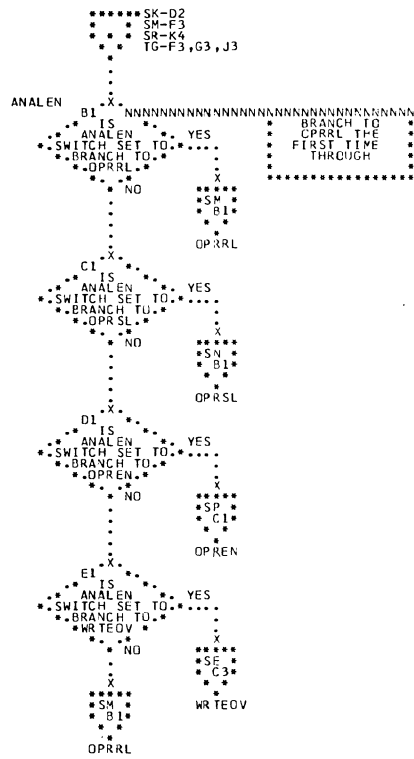 SK-D2
SM-F3
SR-K4
TG-F3,G3,J3
ANALEN
X
B1
NNNNNNNNNNNNNNNNNNNNNNNNNNNNNNNN
IS
ANALEN
SWITCH SET TO
BRANCH TO
OPRRL
YES
NO
BRANCH TO
OPRRL THE
FIRST TIME
THROUGH
X
SM
B1
OPRRL
X
C1
IS
ANALEN
SWITCH SET TO
BRANCH TO
OPRSL
YES
NO
X
SN
B1
OPRSL
X
D1
IS
ANALEN
SWITCH SET TO
BRANCH TO
OPREN
YES
NO
X
SP
C1
OPREN
X
E1
IS
ANALEN
SWITCH SET TO
BRANCH TO
WRTEOV
YES
NO
X
SE
C3
WRTEOV
X
SM
B1
OPRRL